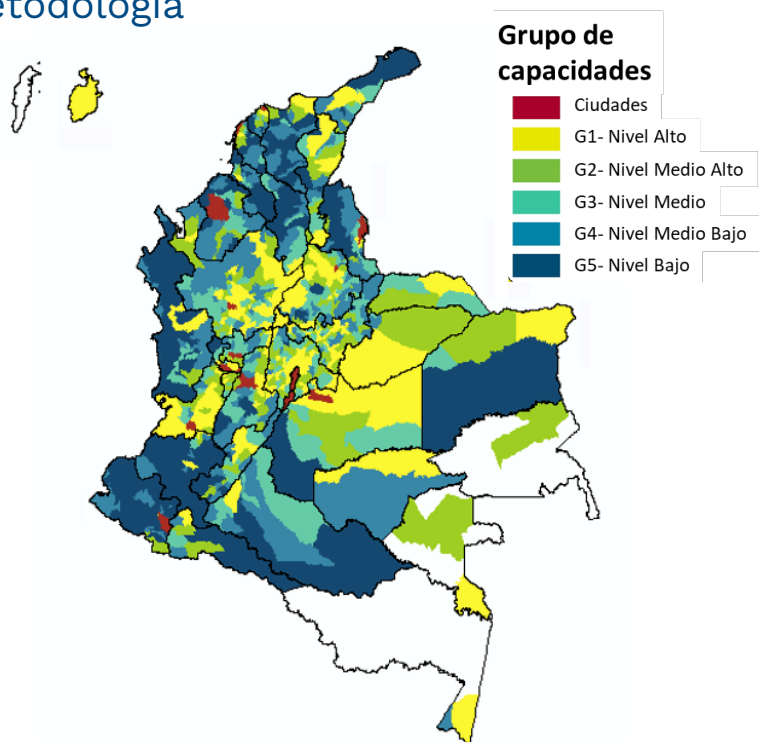 etodología
Grupo de
capacidades
Ciudades
G1- Nivel Alto
G2- Nivel Medio Alto
G3- Nivel Medio
G4- Nivel Medio Bajo
G5- Nivel Bajo